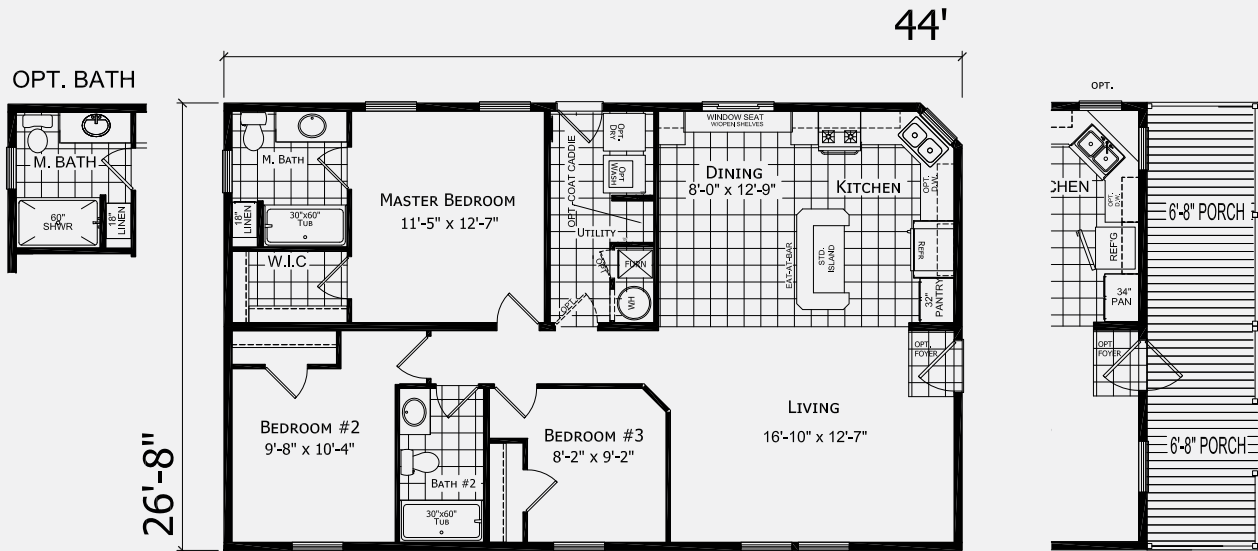 44'
OPT. BATH
M. BATH
60"
SHWR
18"
LINEN
26'-8"
M. BATH
18"
LINEN
30"x60"
TUB
W.I.C
MASTER BEDROOM
11'-5" x 12'-7"
OPT.-COAT CADDIE
OPT.
DRY
OPT
WASH
UTILITY
OPT
FURN
WH
OPT.
WINDOW SEAT
W/OPEN SHELVES
DINING
8'-0" x 12'-9"
KITCHEN
OPT.
D.W.
EAT-AT-BAR
STD.
ISLAND
REFR
32"
PANTRY
OPT.
FOYER
BEDROOM #2
9'-8" x 10'-4"
BATH #2
30"x60"
TUB
BEDROOM #3
8'-2" x 9'-2"
LIVING
16'-10" x 12'-7"
OPT.
CHEN
OPT.
D.W.
REF'G
34"
PAN
OPT
FOYER
6'-8" PORCH
6'-8" PORCH